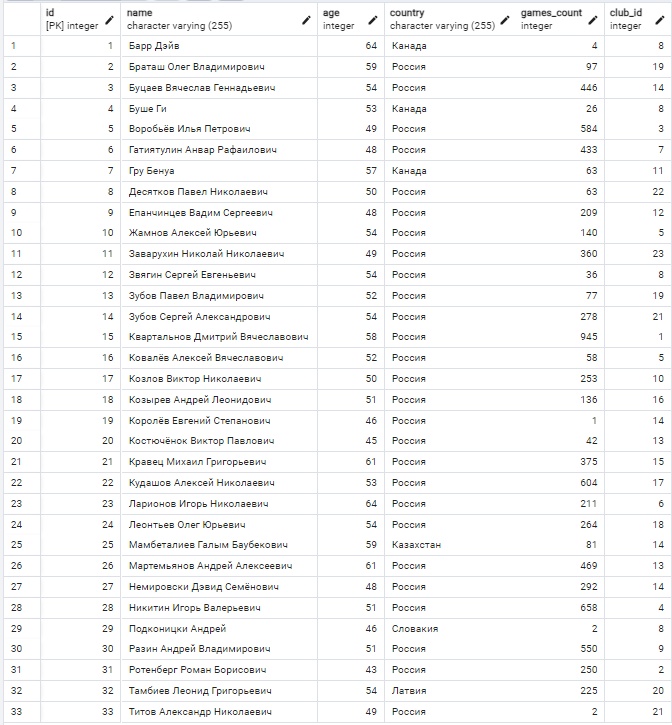 id name age country games_count club_id
[PK] integer character varying (255) integer character varying (255) integer integer
1 1 Барр Дэйв 64 Канада 4 8
2 2 Браташ Олег Владимирович 59 Россия 97 19
3 3 Буцаев Вячеслав Геннадьевич 54 Россия 446 14
4 4 Буше Ги 53 Канада 26 8
5 5 Воробьёв Илья Петрович 49 Россия 584 3
6 6 Гатиятулин Анвар Рафаилович 48 Россия 433 7
7 7 Гру Бенуа 57 Канада 63 11
8 8 Десятков Павел Николаевич 50 Россия 63 22
9 9 Епанчинцев Вадим Сергеевич 48 Россия 209 12
10 10 Жамнов Алексей Юрьевич 54 Россия 140 5
11 11 Заварухин Николай Николаевич 49 Россия 360 23
12 12 Звягин Сергей Евгеньевич 54 Россия 36 8
13 13 Зубов Павел Владимирович 52 Россия 77 19
14 14 Зубов Сергей Александрович 54 Россия 278 21
15 15 Квартальнов Дмитрий Вячеславович 58 Россия 945 1
16 16 Ковалёв Алексей Вячеславович 52 Россия 58 5
17 17 Козлов Виктор Николаевич 50 Россия 253 10
18 18 Козырев Андрей Леонидович 51 Россия 136 16
19 19 Королёв Евгений Степанович 46 Россия 1 14
20 20 Костючёнок Виктор Павлович 45 Россия 42 13
21 21 Кравец Михаил Григорьевич 61 Россия 375 15
22 22 Кудашов Алексей Николаевич 53 Россия 604 17
23 23 Ларионов Игорь Николаевич 64 Россия 211 6
24 24 Леонтьев Олег Юрьевич 54 Россия 264 18
25 25 Мамбеталиев Галым Баубекович 59 Казахстан 81 14
26 26 Мартемьянов Андрей Алексеевич 61 Россия 469 13
27 27 Немировски Дэвид Семёнович 48 Россия 292 14
28 28 Никитин Игорь Валерьевич 51 Россия 658 4
29 29 Подконицки Андрей 46 Словакия 2 8
30 30 Разин Андрей Владимирович 51 Россия 550 9
31 31 Ротенберг Роман Борисович 43 Россия 250 2
32 32 Тамбиев Леонид Григорьевич 54 Латвия 225 20
33 33 Титов Александр Николаевич 49 Россия 2 21